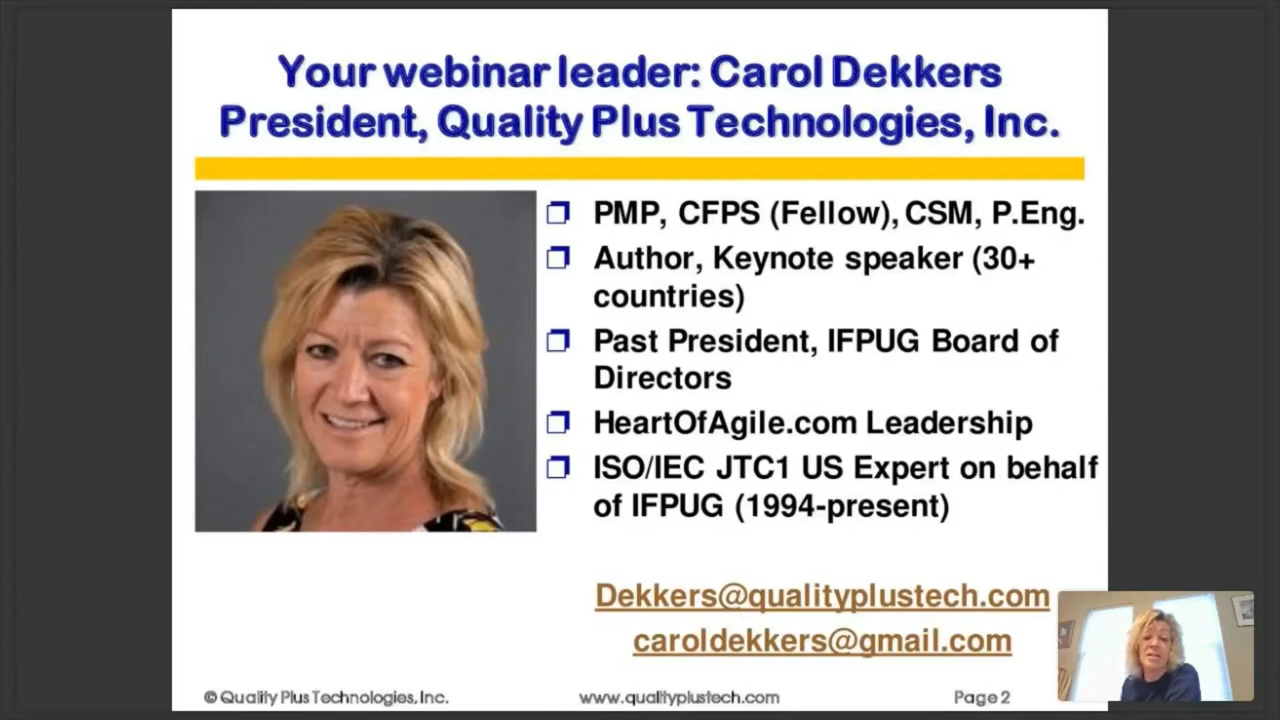 Your webinar leader: Carol Dekkers
President, Quality Plus Technologies, Inc.
PMP, CFPS (Fellow), CSM, P.Eng.
Author, Keynote speaker (30+
countries)
Past President, IFPUG Board of
Directors
HeartOfAgile.com Leadership
ISO/IEC JTC1 US Expert on behalf
of IFPUG (1994-present)
Dekkers@qualityplustech.com
caroldekkers@gmail.com
© Quality Plus Technologies, Inc.
www.qualityplustech.com
Page 2